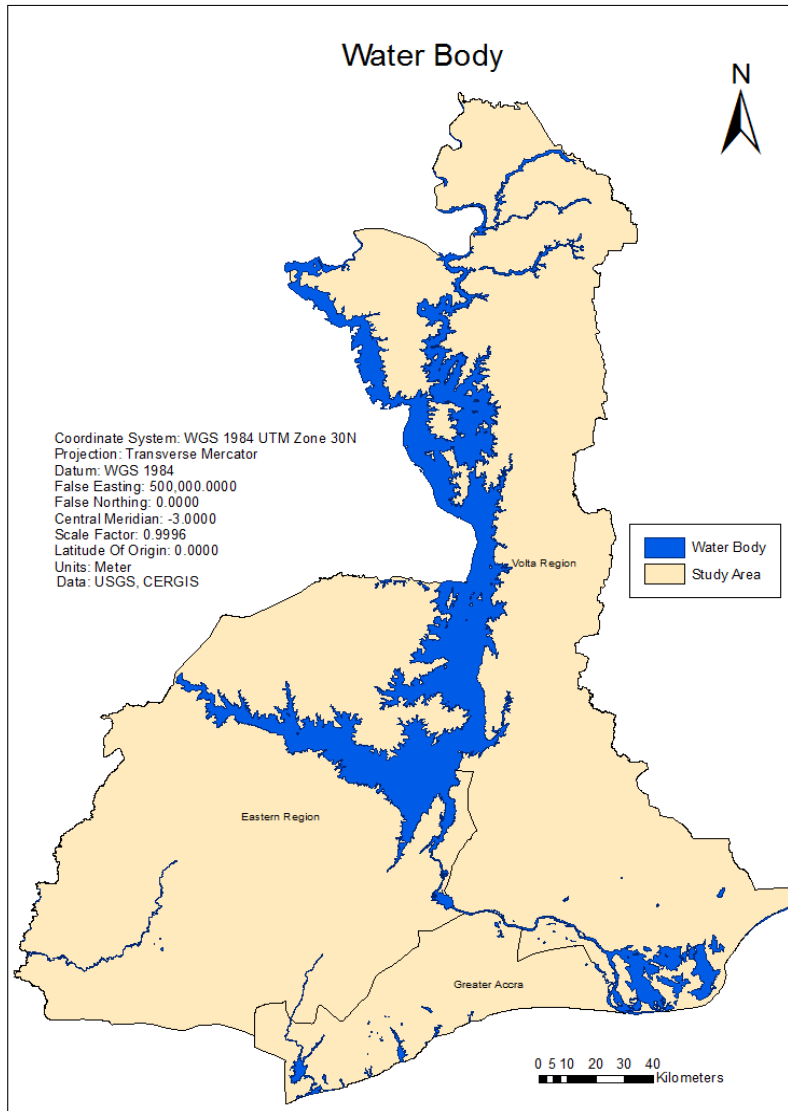 Water Body
N
Coordinate System: WGS 1984 UTM Zone 30N
Projection: Transverse Mercator
Datum: WGS 1984
False Easting: 500,000.0000
False Northing: 0.0000
Central Meridian: -3.0000
Scale Factor: 0.9996
Latitude Of Origin: 0.0000
Units: Meter
Data: USGS, CERGIS
Water Body
Study Area
Volta Region
Eastern Region
Greater Accra
0 5 10 20 30 40
Kilometers